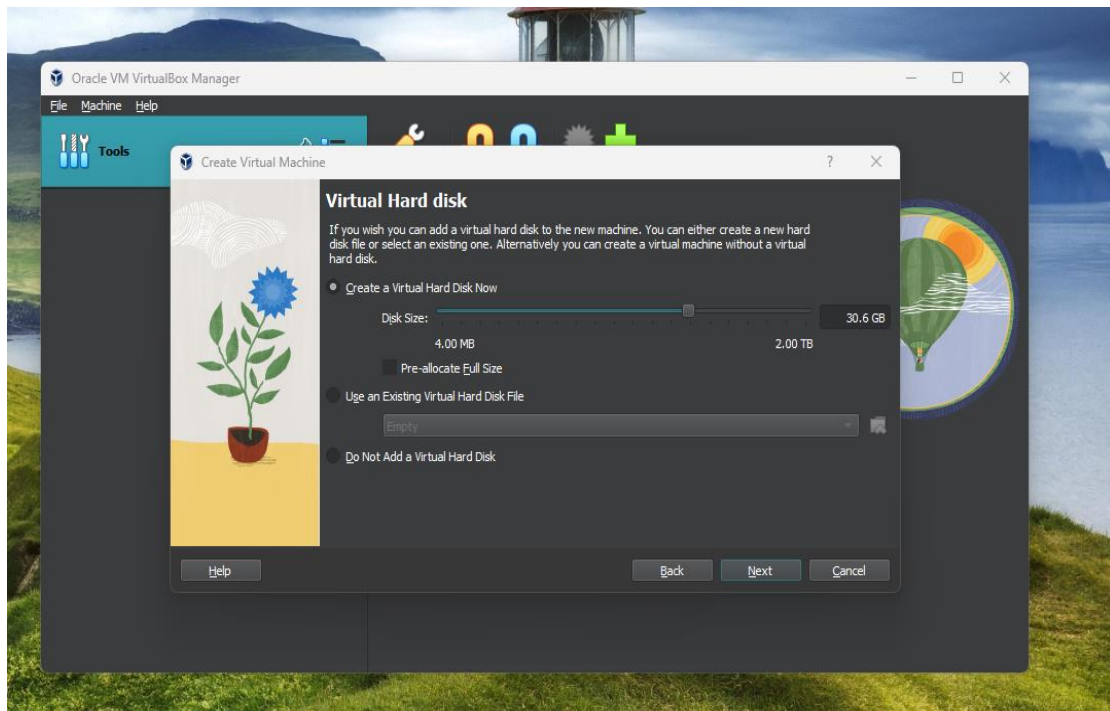 Oracle VM VirtualBox Manager
File Machine Help
Tools
Create Virtual Machine
?
Virtual Hard disk
If you wish you can add a virtual hard disk to the new machine. You can either create a new hard
disk file or select an existing one. Alternatively you can create a virtual machine without a virtual
hard disk.
Create a Virtual Hard Disk Now
Disk Size: 30.6 GB
4.00 MB 2.00 TB
Pre-allocate Full Size
Use an Existing Virtual Hard Disk File
Empty
Do Not Add a Virtual Hard Disk
Help Back Next Cancel